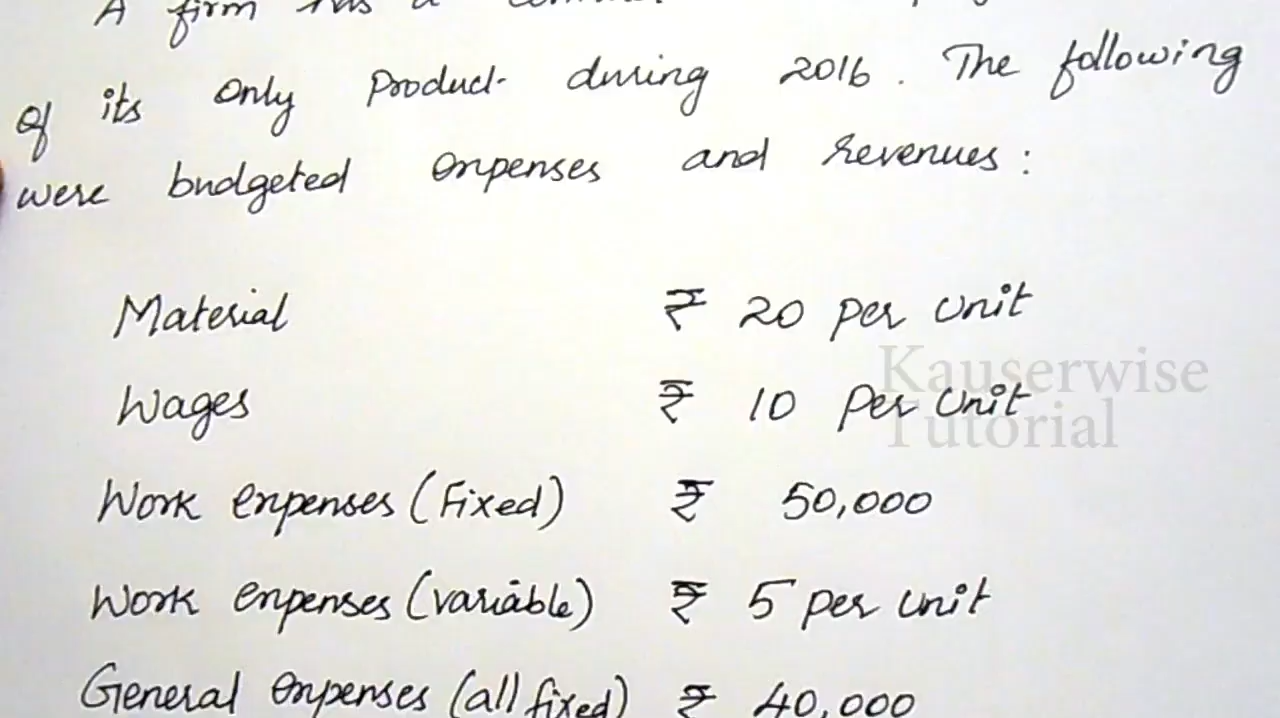 A firm has a
of its only product during 2016. The following
were budgeted expenses and revenues:
Material ₹ 20 per unit
Wages ₹ 10 per unit
Work expenses (Fixed) ₹ 50,000
Work expenses (variable) ₹ 5 per unit
General expenses (all fixed) ₹ 40,000
Kauserwise
Tutorial